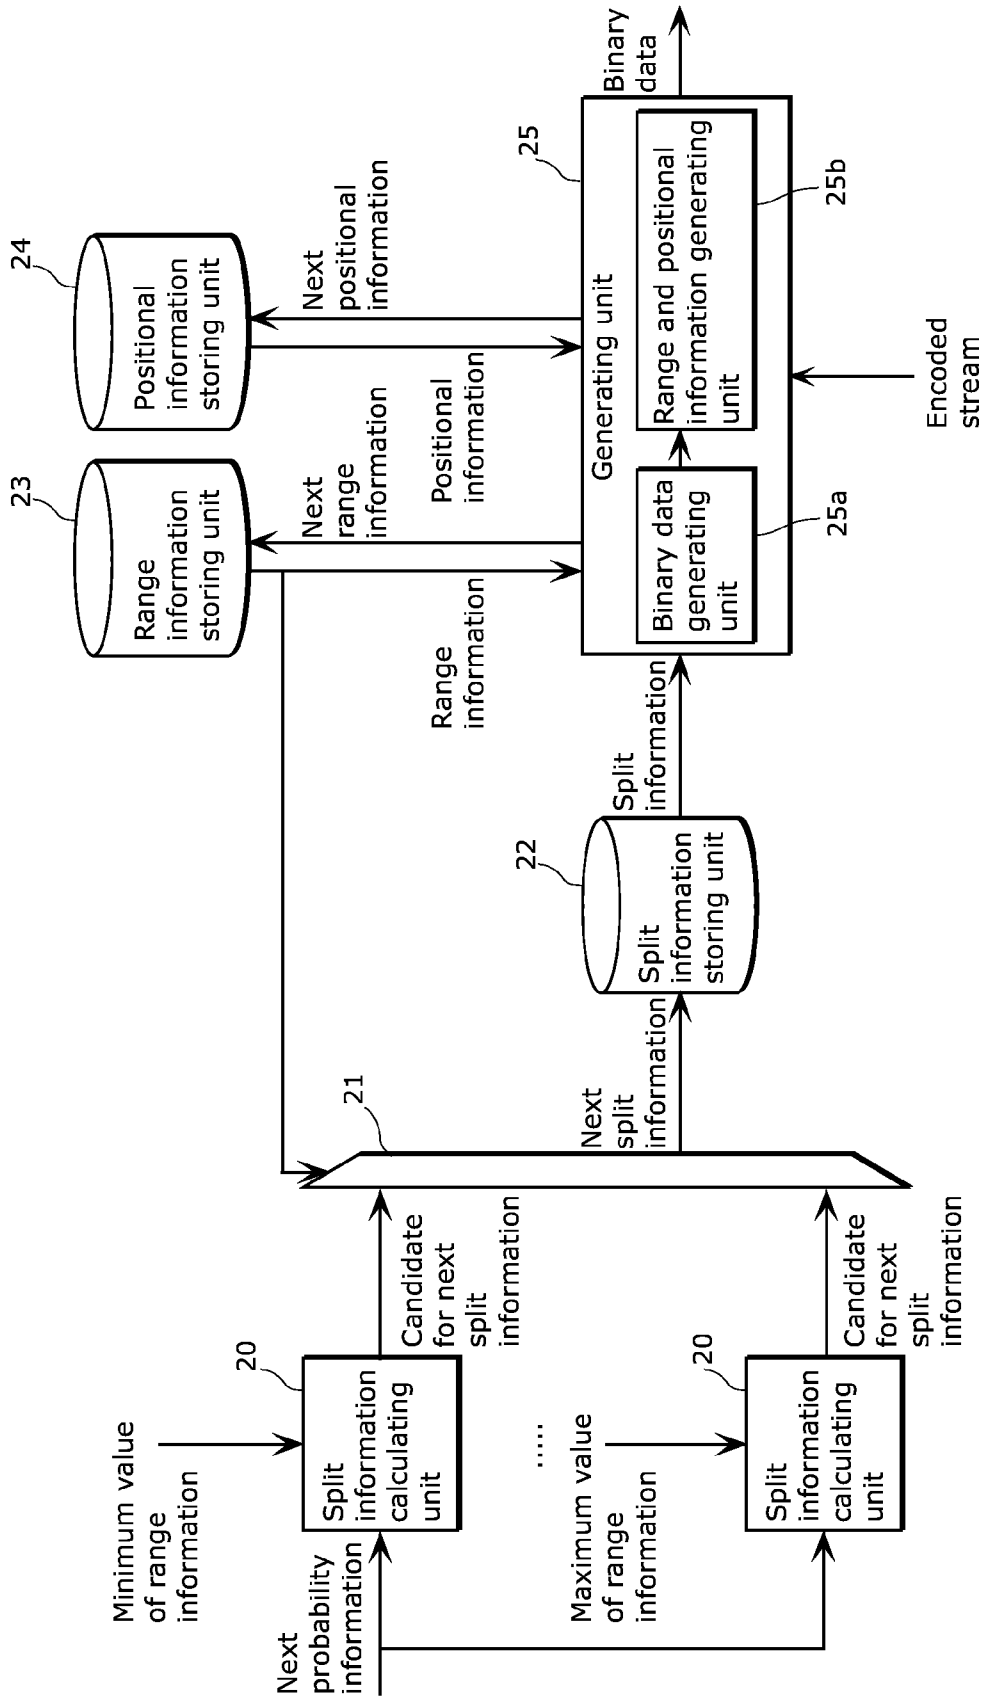 Next
probability
information
Minimum value
of range
information
20
Split
information
calculating
unit
Candidate
for next
split
information
.....
Maximum value
of range
information
20
Split
information
calculating
unit
Candidate
for next
split
information
21
Next
split
information
22
Split
information
storing unit
Split
information
23
Range
information
storing unit
24
Positional
information
storing unit
Range
information
Next
range
information
Positional
information
Next
positional
information
25
Generating unit
Binary data
generating
unit
25a
Range and positional
information generating
unit
25b
Encoded
stream
Binary
data